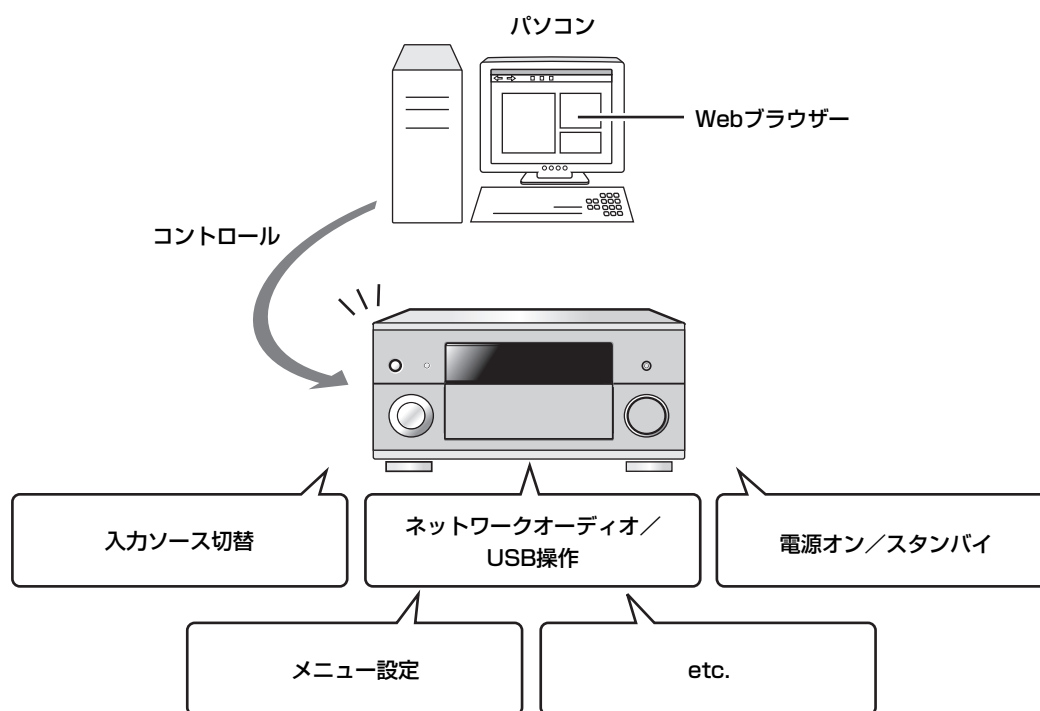 パソコン
Webブラウザー
コントロール
入力ソース切替
ネットワークオーディオ／
USB操作
電源オン／スタンバイ
メニュー設定
etc.